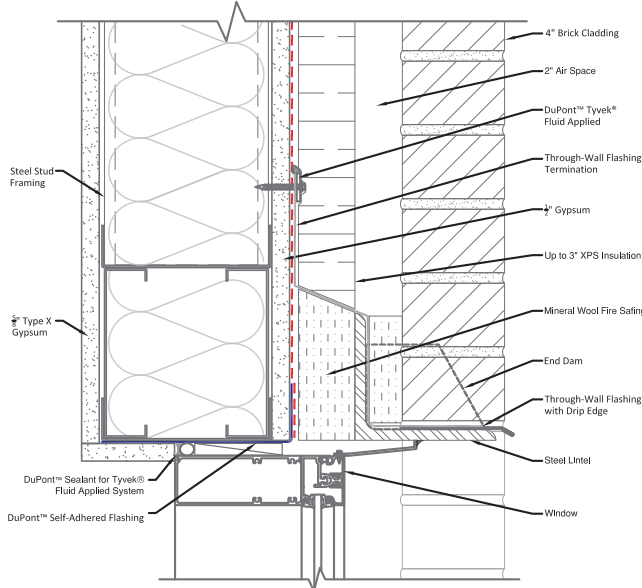 4" Brick Cladding
2" Air Space
DuPont™ Tyvek®
Fluid Applied
Through-Wall Flashing
Termination
½" Gypsum
Up to 3" XPS Insulation
Mineral Wool Fire Safing
End Dam
Through-Wall Flashing
with Drip Edge
Steel Lintel
Window
Steel Stud
Framing
⅝" Type X
Gypsum
DuPont™ Sealant for Tyvek®
Fluid Applied System
DuPont™ Self-Adhered Flashing